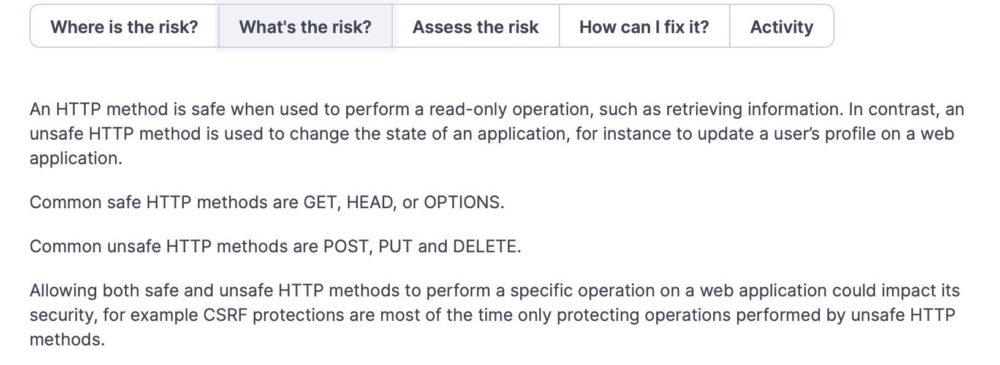 Where is the risk? What's the risk? Assess the risk How can I fix it? Activity
An HTTP method is safe when used to perform a read-only operation, such as retrieving information. In contrast, an
unsafe HTTP method is used to change the state of an application, for instance to update a user’s profile on a web
application.
Common safe HTTP methods are GET, HEAD, or OPTIONS.
Common unsafe HTTP methods are POST, PUT and DELETE.
Allowing both safe and unsafe HTTP methods to perform a specific operation on a web application could impact its
security, for example CSRF protections are most of the time only protecting operations performed by unsafe HTTP
methods.